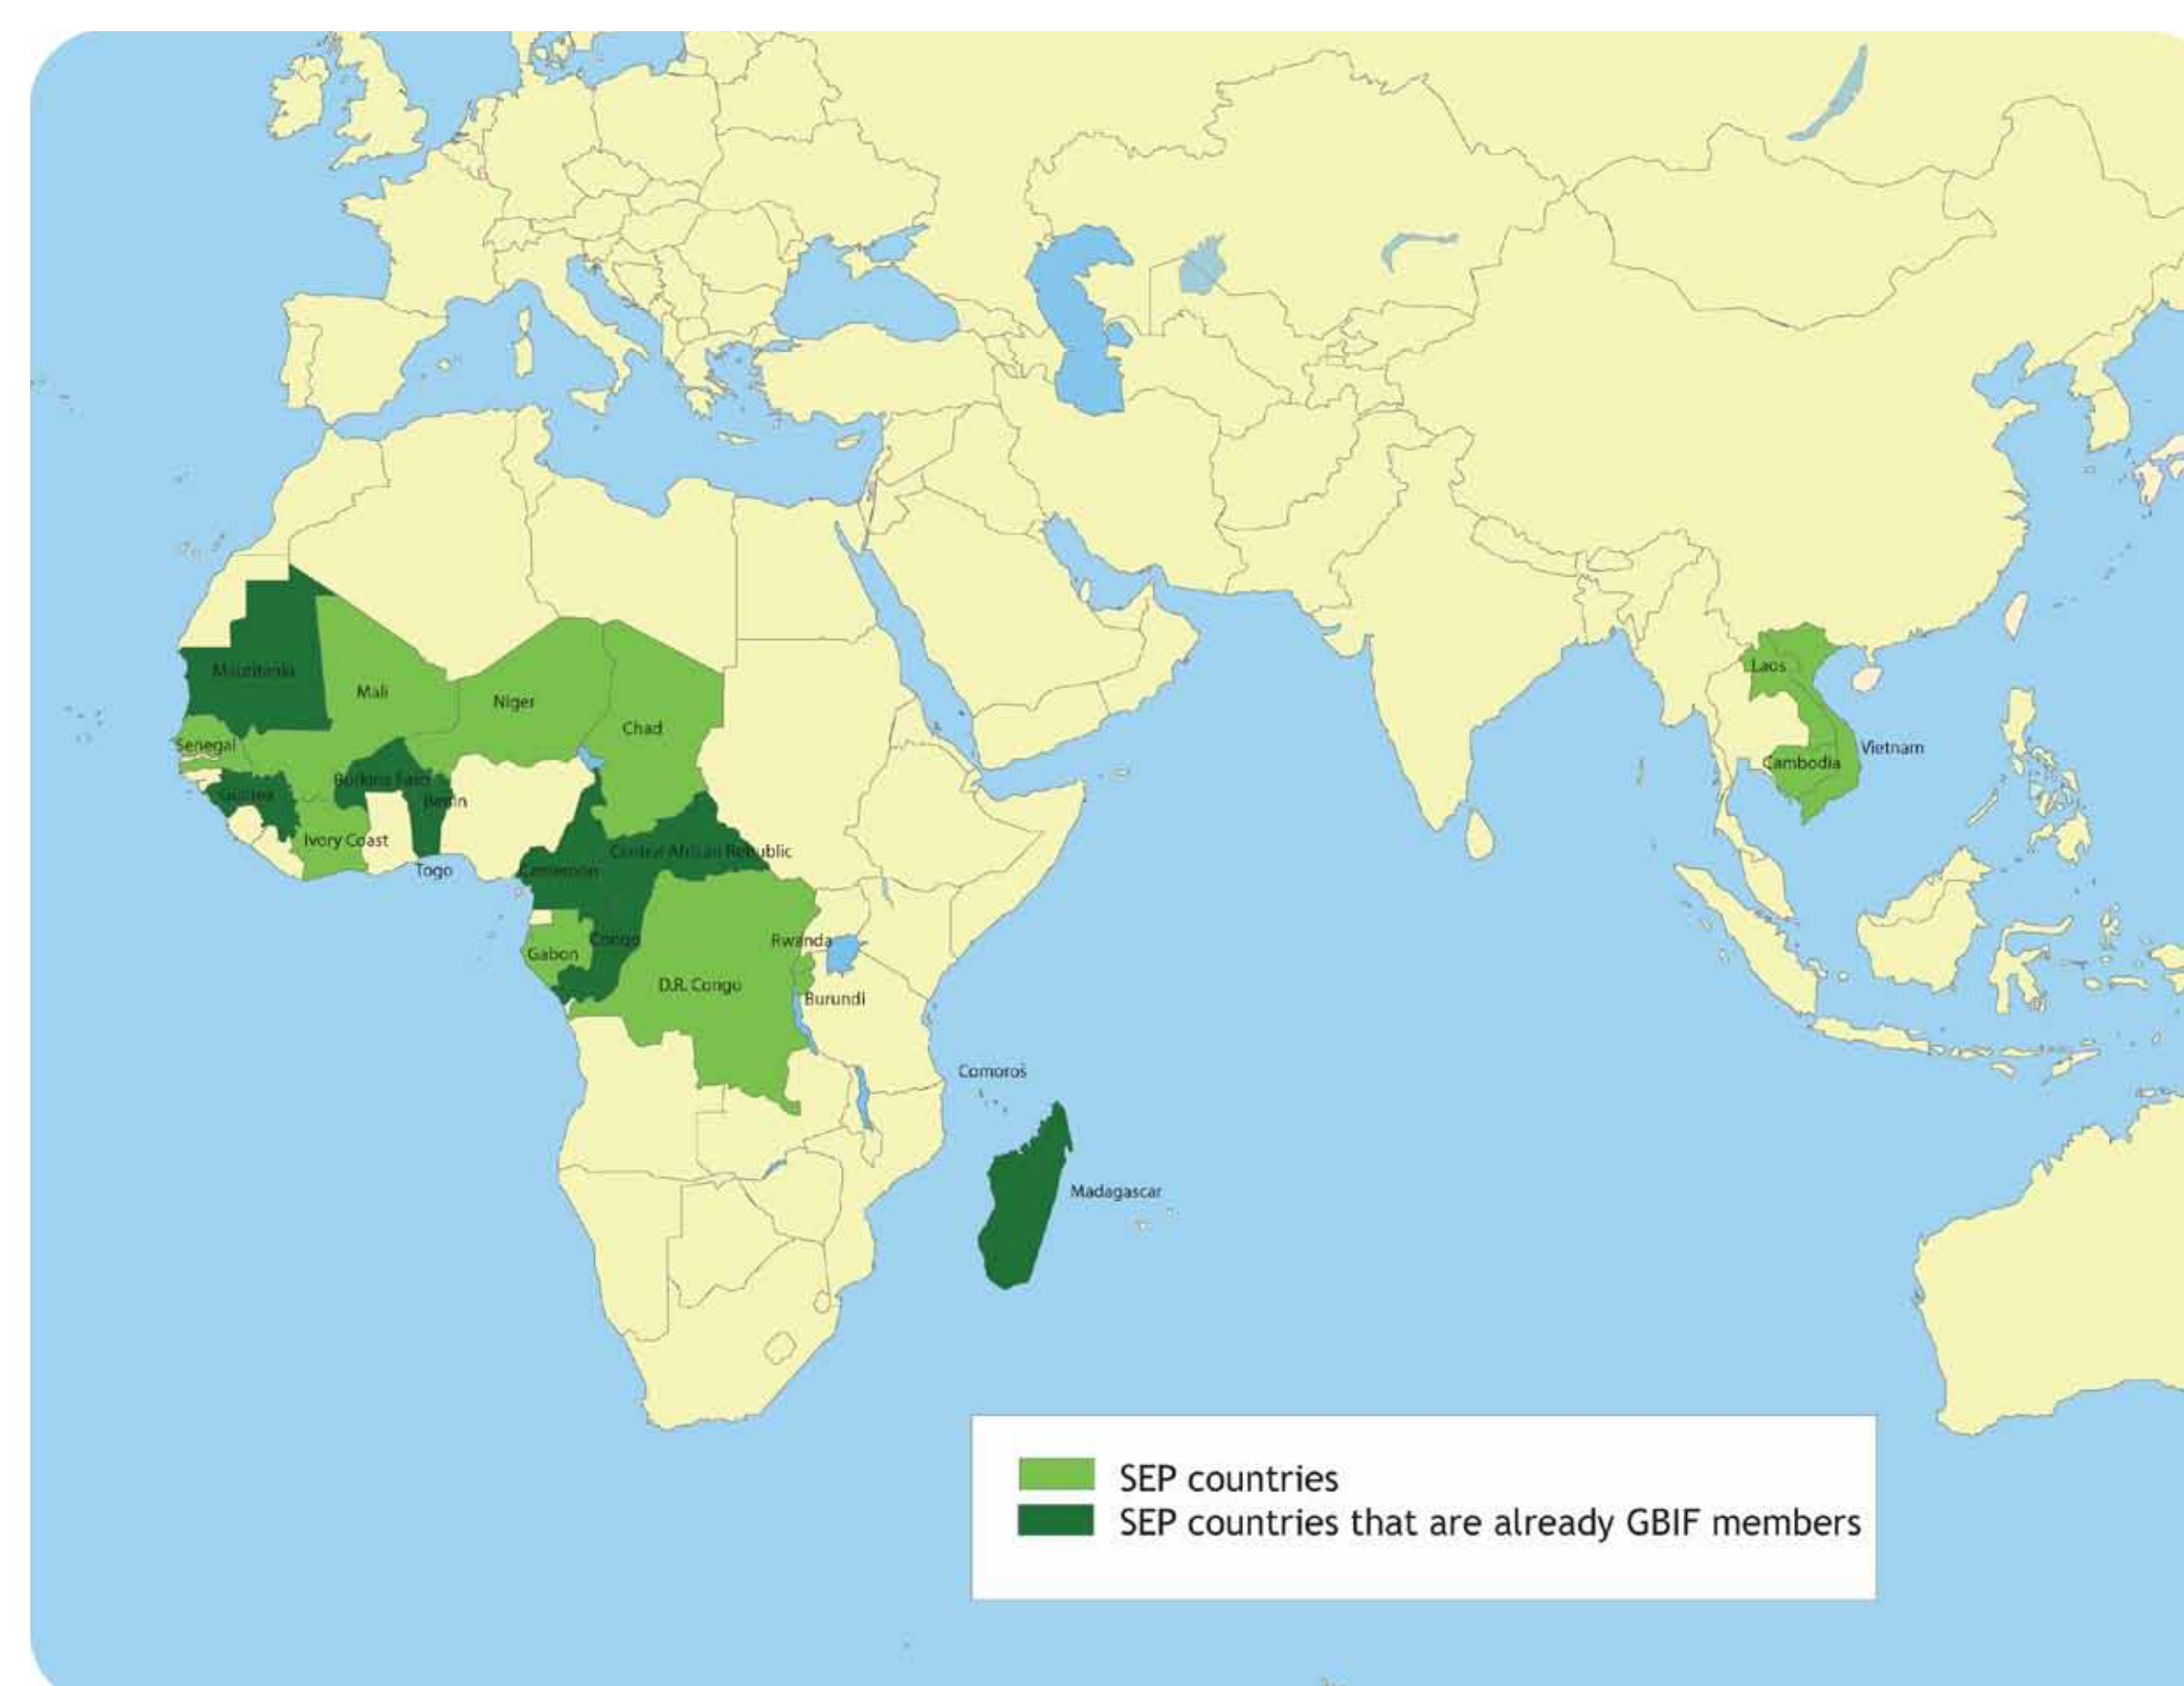 Laos
Mauritania
Mali
Niger
Chad
Senegal
Vietnam
Cambodia
Burkina Faso
Guinea
Benin
Ivory Coast
Central African Republic
Togo
Cameroon
Congo
Rwanda
Gabon
D.R. Congo
Burundi
Comoros
Madagascar
SEP countries
SEP countries that are already GBIF members